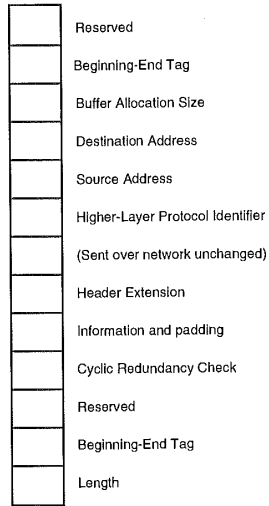 Reserved
Beginning-End Tag
Buffer Allocation Size
Destination Address
Source Address
Higher-Layer Protocol Identifier
(Sent over network unchanged)
Header Extension
Information and padding
Cyclic Redundancy Check
Reserved
Beginning-End Tag
Length